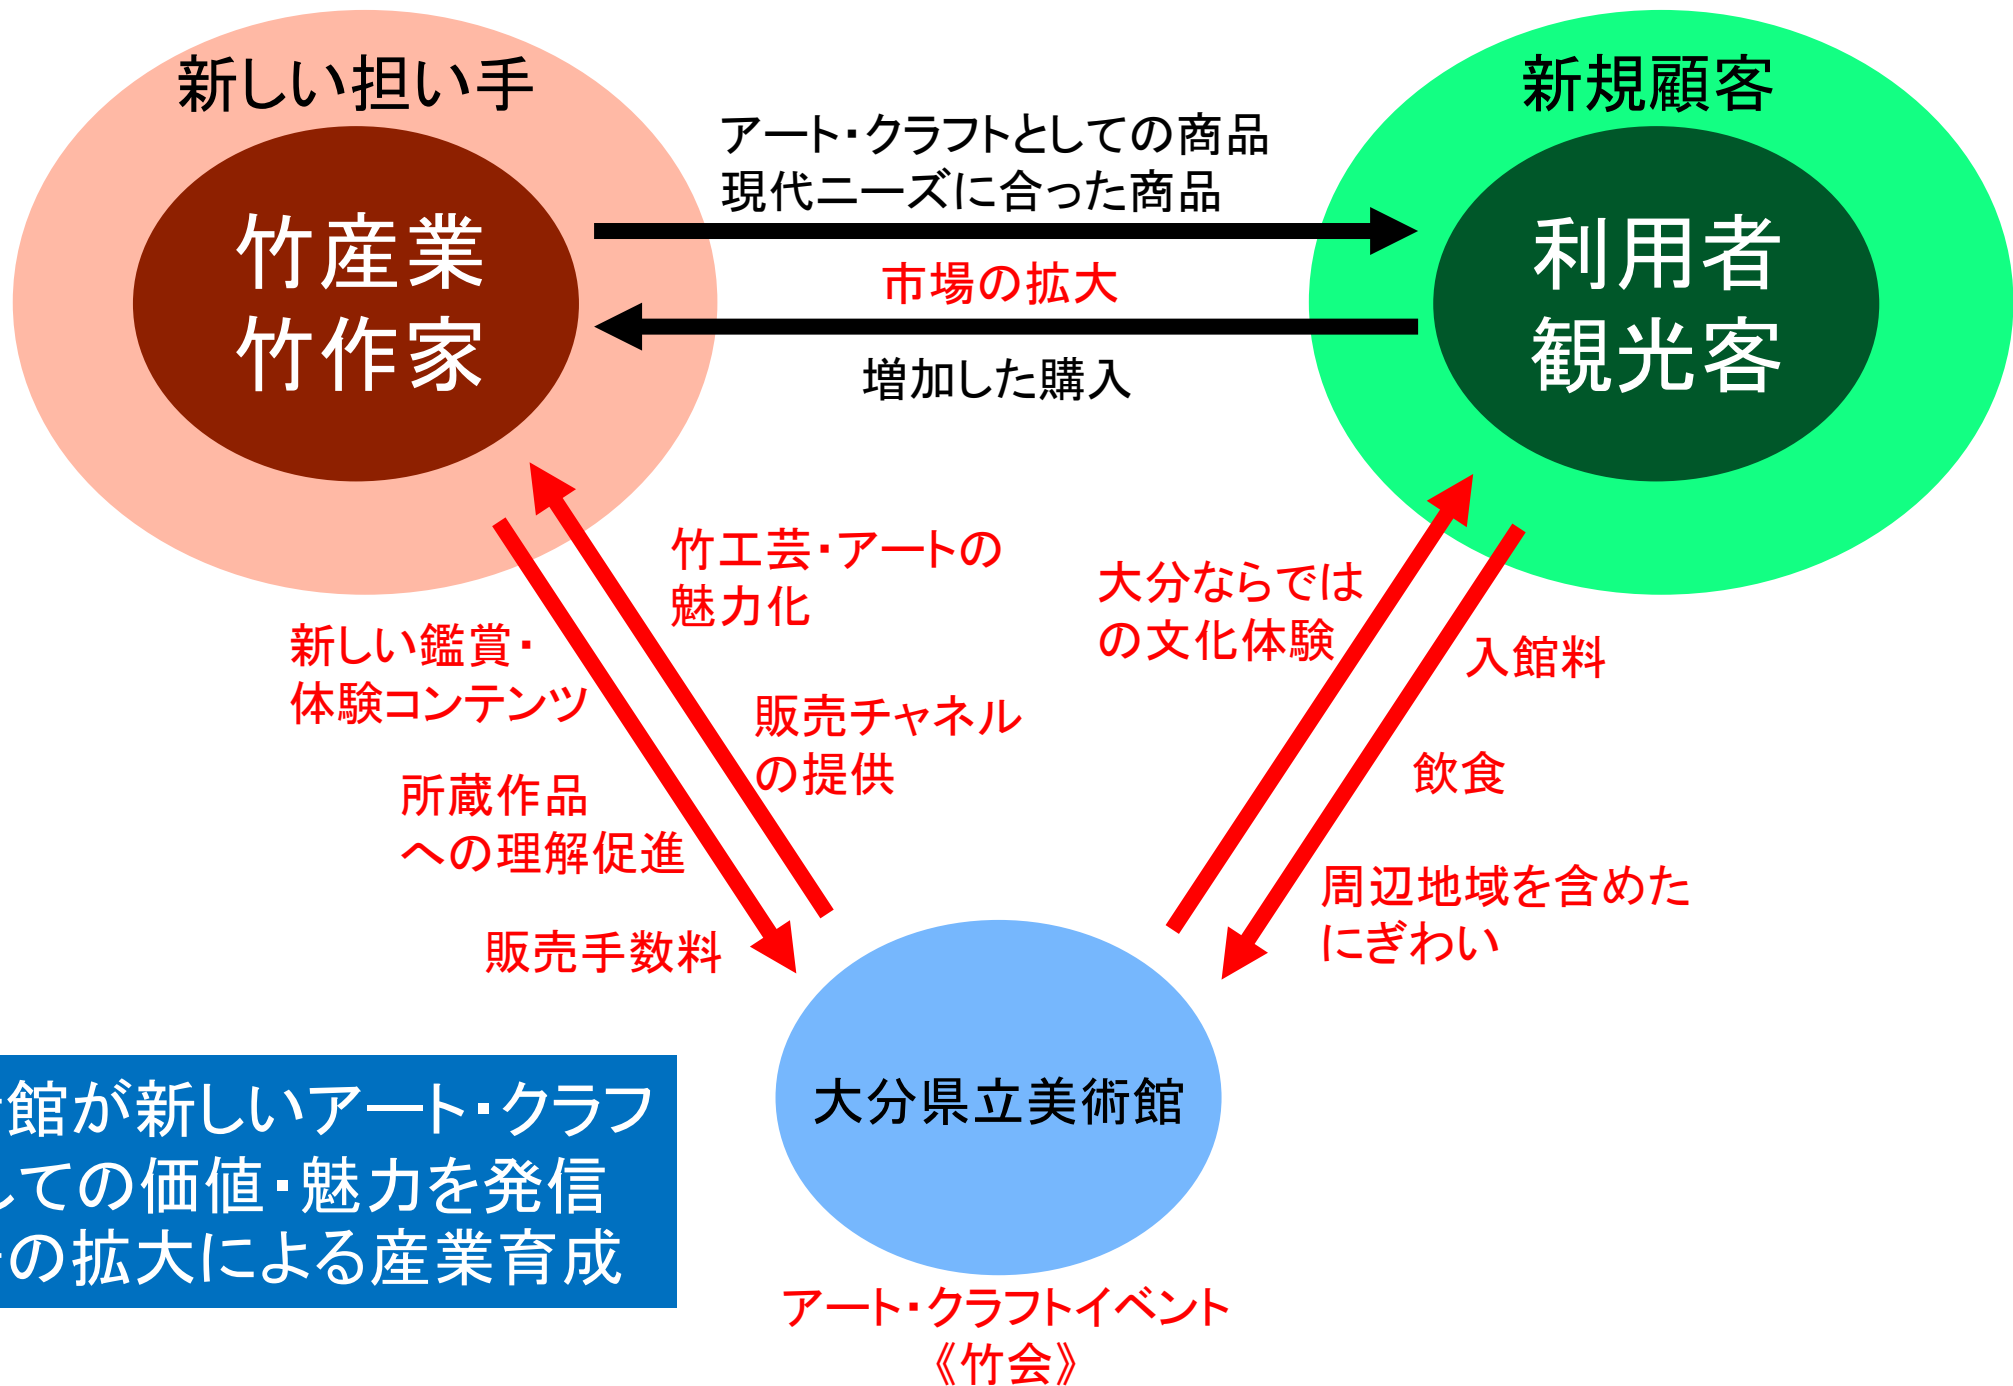 新しい担い手
竹産業
竹作家
新規顧客
利用者
観光客
アート・クラフトとしての商品
現代ニーズに合った商品
市場の拡大
増加した購入
竹工芸・アートの
魅力化
販売チャネル
の提供
新しい鑑賞・
体験コンテンツ
所蔵作品
への理解促進
販売手数料
大分ならでは
の文化体験
入館料
飲食
周辺地域を含めた
にぎわい
大分県立美術館
アート・クラフトイベント
《竹会》
館が新しいアート・クラフ
しての価値・魅力を発信
の拡大による産業育成